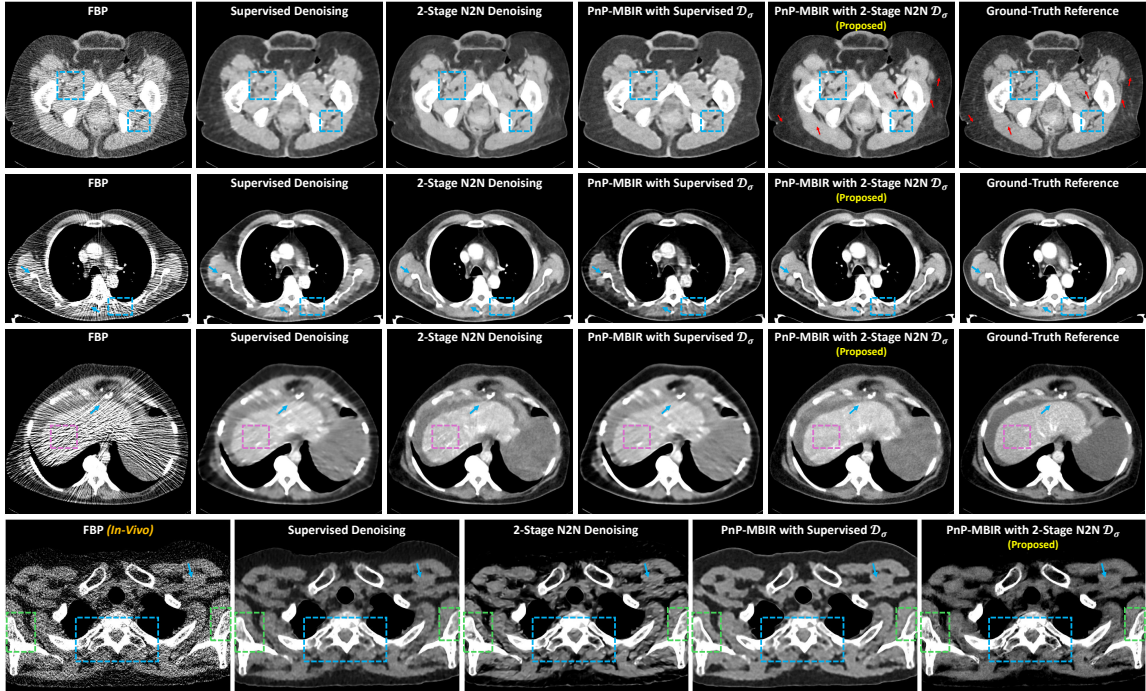 FBP
Supervised Denoising
2-Stage N2N Denoising
PnP-MBIR with Supervised 𝒟σ
PnP-MBIR with 2-Stage N2N 𝒟σ
(Proposed)
Ground-Truth Reference
FBP
Supervised Denoising
2-Stage N2N Denoising
PnP-MBIR with Supervised 𝒟σ
PnP-MBIR with 2-Stage N2N 𝒟σ
(Proposed)
Ground-Truth Reference
FBP
Supervised Denoising
2-Stage N2N Denoising
PnP-MBIR with Supervised 𝒟σ
PnP-MBIR with 2-Stage N2N 𝒟σ
(Proposed)
Ground-Truth Reference
FBP (In-Vivo)
Supervised Denoising
2-Stage N2N Denoising
PnP-MBIR with Supervised 𝒟σ
PnP-MBIR with 2-Stage N2N 𝒟σ
(Proposed)